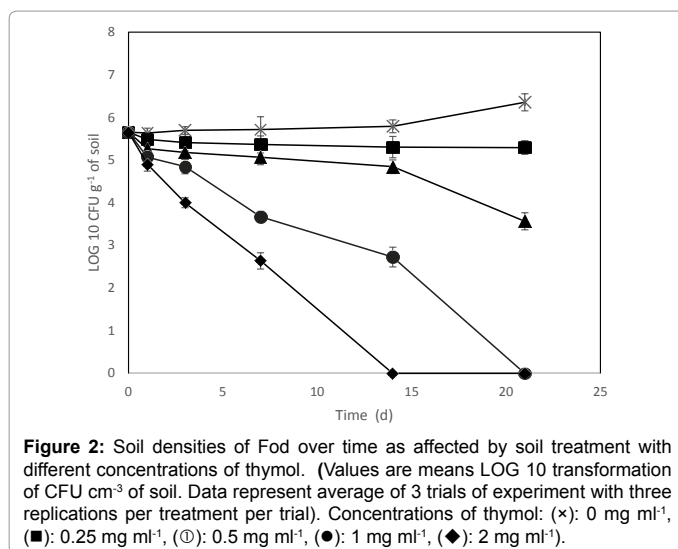 8
7
6
5
4
3
2
1
0
LOG 10 CFU g⁻¹ of soil
0 5 10 15 20 25
Time (d)
Figure 2: Soil densities of Fod over time as affected by soil treatment with
different concentrations of thymol. (Values are means LOG 10 transformation
of CFU cm⁻³ of soil. Data represent average of 3 trials of experiment with three
replications per treatment per trial). Concentrations of thymol: (×): 0 mg ml⁻¹,
(■): 0.25 mg ml⁻¹, (①): 0.5 mg ml⁻¹, (●): 1 mg ml⁻¹, (◆): 2 mg ml⁻¹).